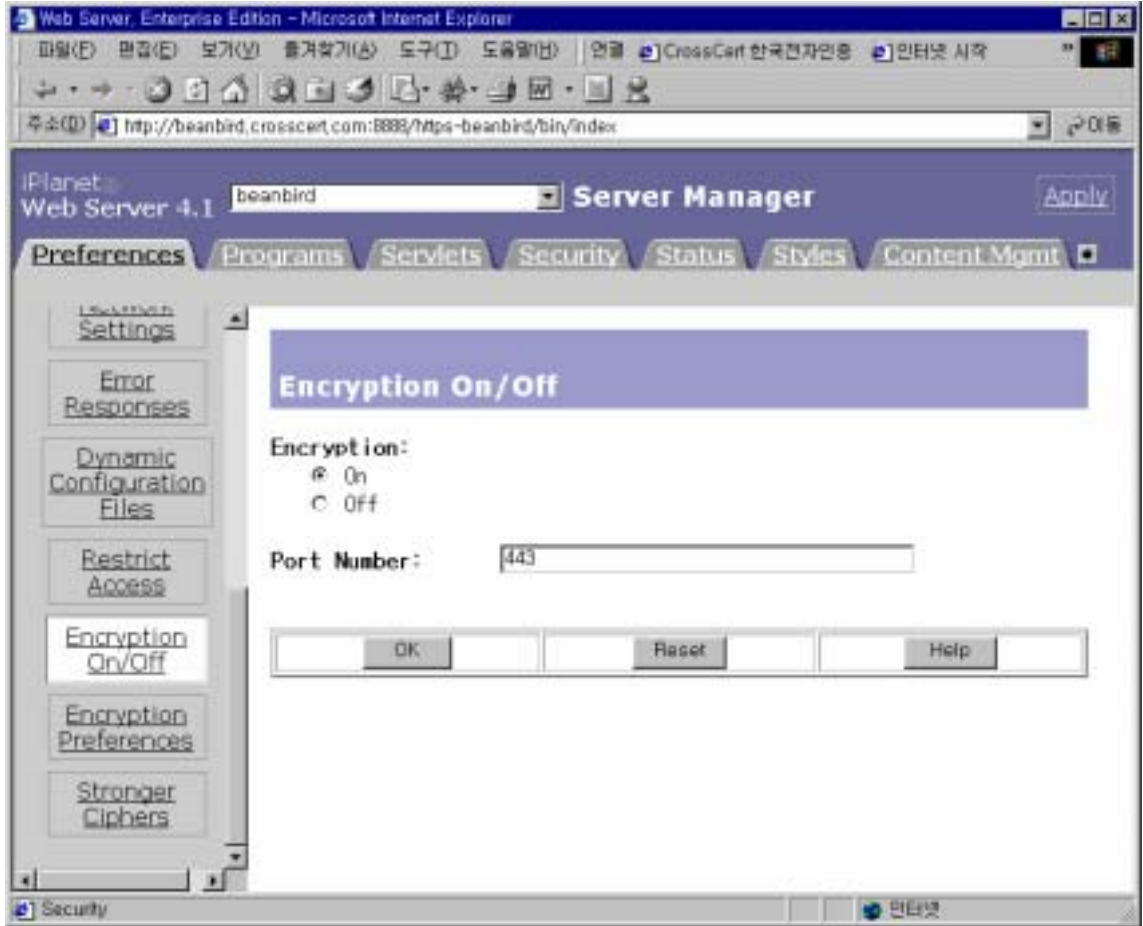 Web Server, Enterprise Edition - Microsoft Internet Explorer
파일(F) 편집(E) 보기(V) 즐겨찾기(A) 도구(T) 도움말(H) 연결 CrossCert 한국전자인증 인터넷 시작 »
주소(D) http://beanbird.crosscert.com:8888/https-beanbird/bin/index 이동
iPlanet
Web Server 4.1 beanbird Server Manager Apply
Preferences Programs Servlets Security Status Styles Content Mgmt
Network
Settings
Error
Responses
Dynamic
Configuration
Files
Restrict
Access
Encryption
On/Off
Encryption
Preferences
Stronger
Ciphers
Encryption On/Off
Encryption:
On
Off
Port Number: 443
OK Reset Help
Security 인터넷